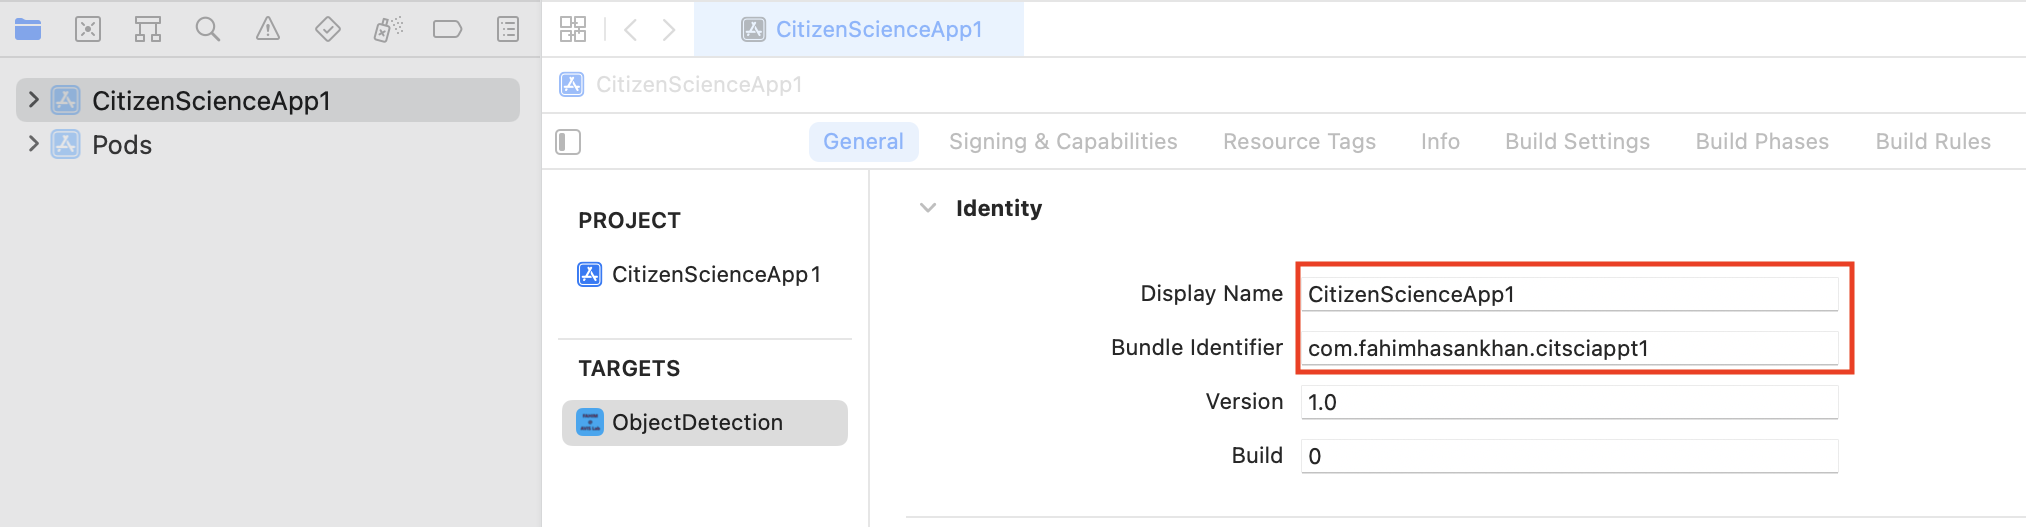 CitizenScienceApp1
Pods
CitizenScienceApp1
CitizenScienceApp1
General Signing & Capabilities Resource Tags Info Build Settings Build Phases Build Rules
PROJECT
CitizenScienceApp1
TARGETS
ObjectDetection
Identity
Display Name CitizenScienceApp1
Bundle Identifier com.fahimhasankhan.citsciappt1
Version 1.0
Build 0